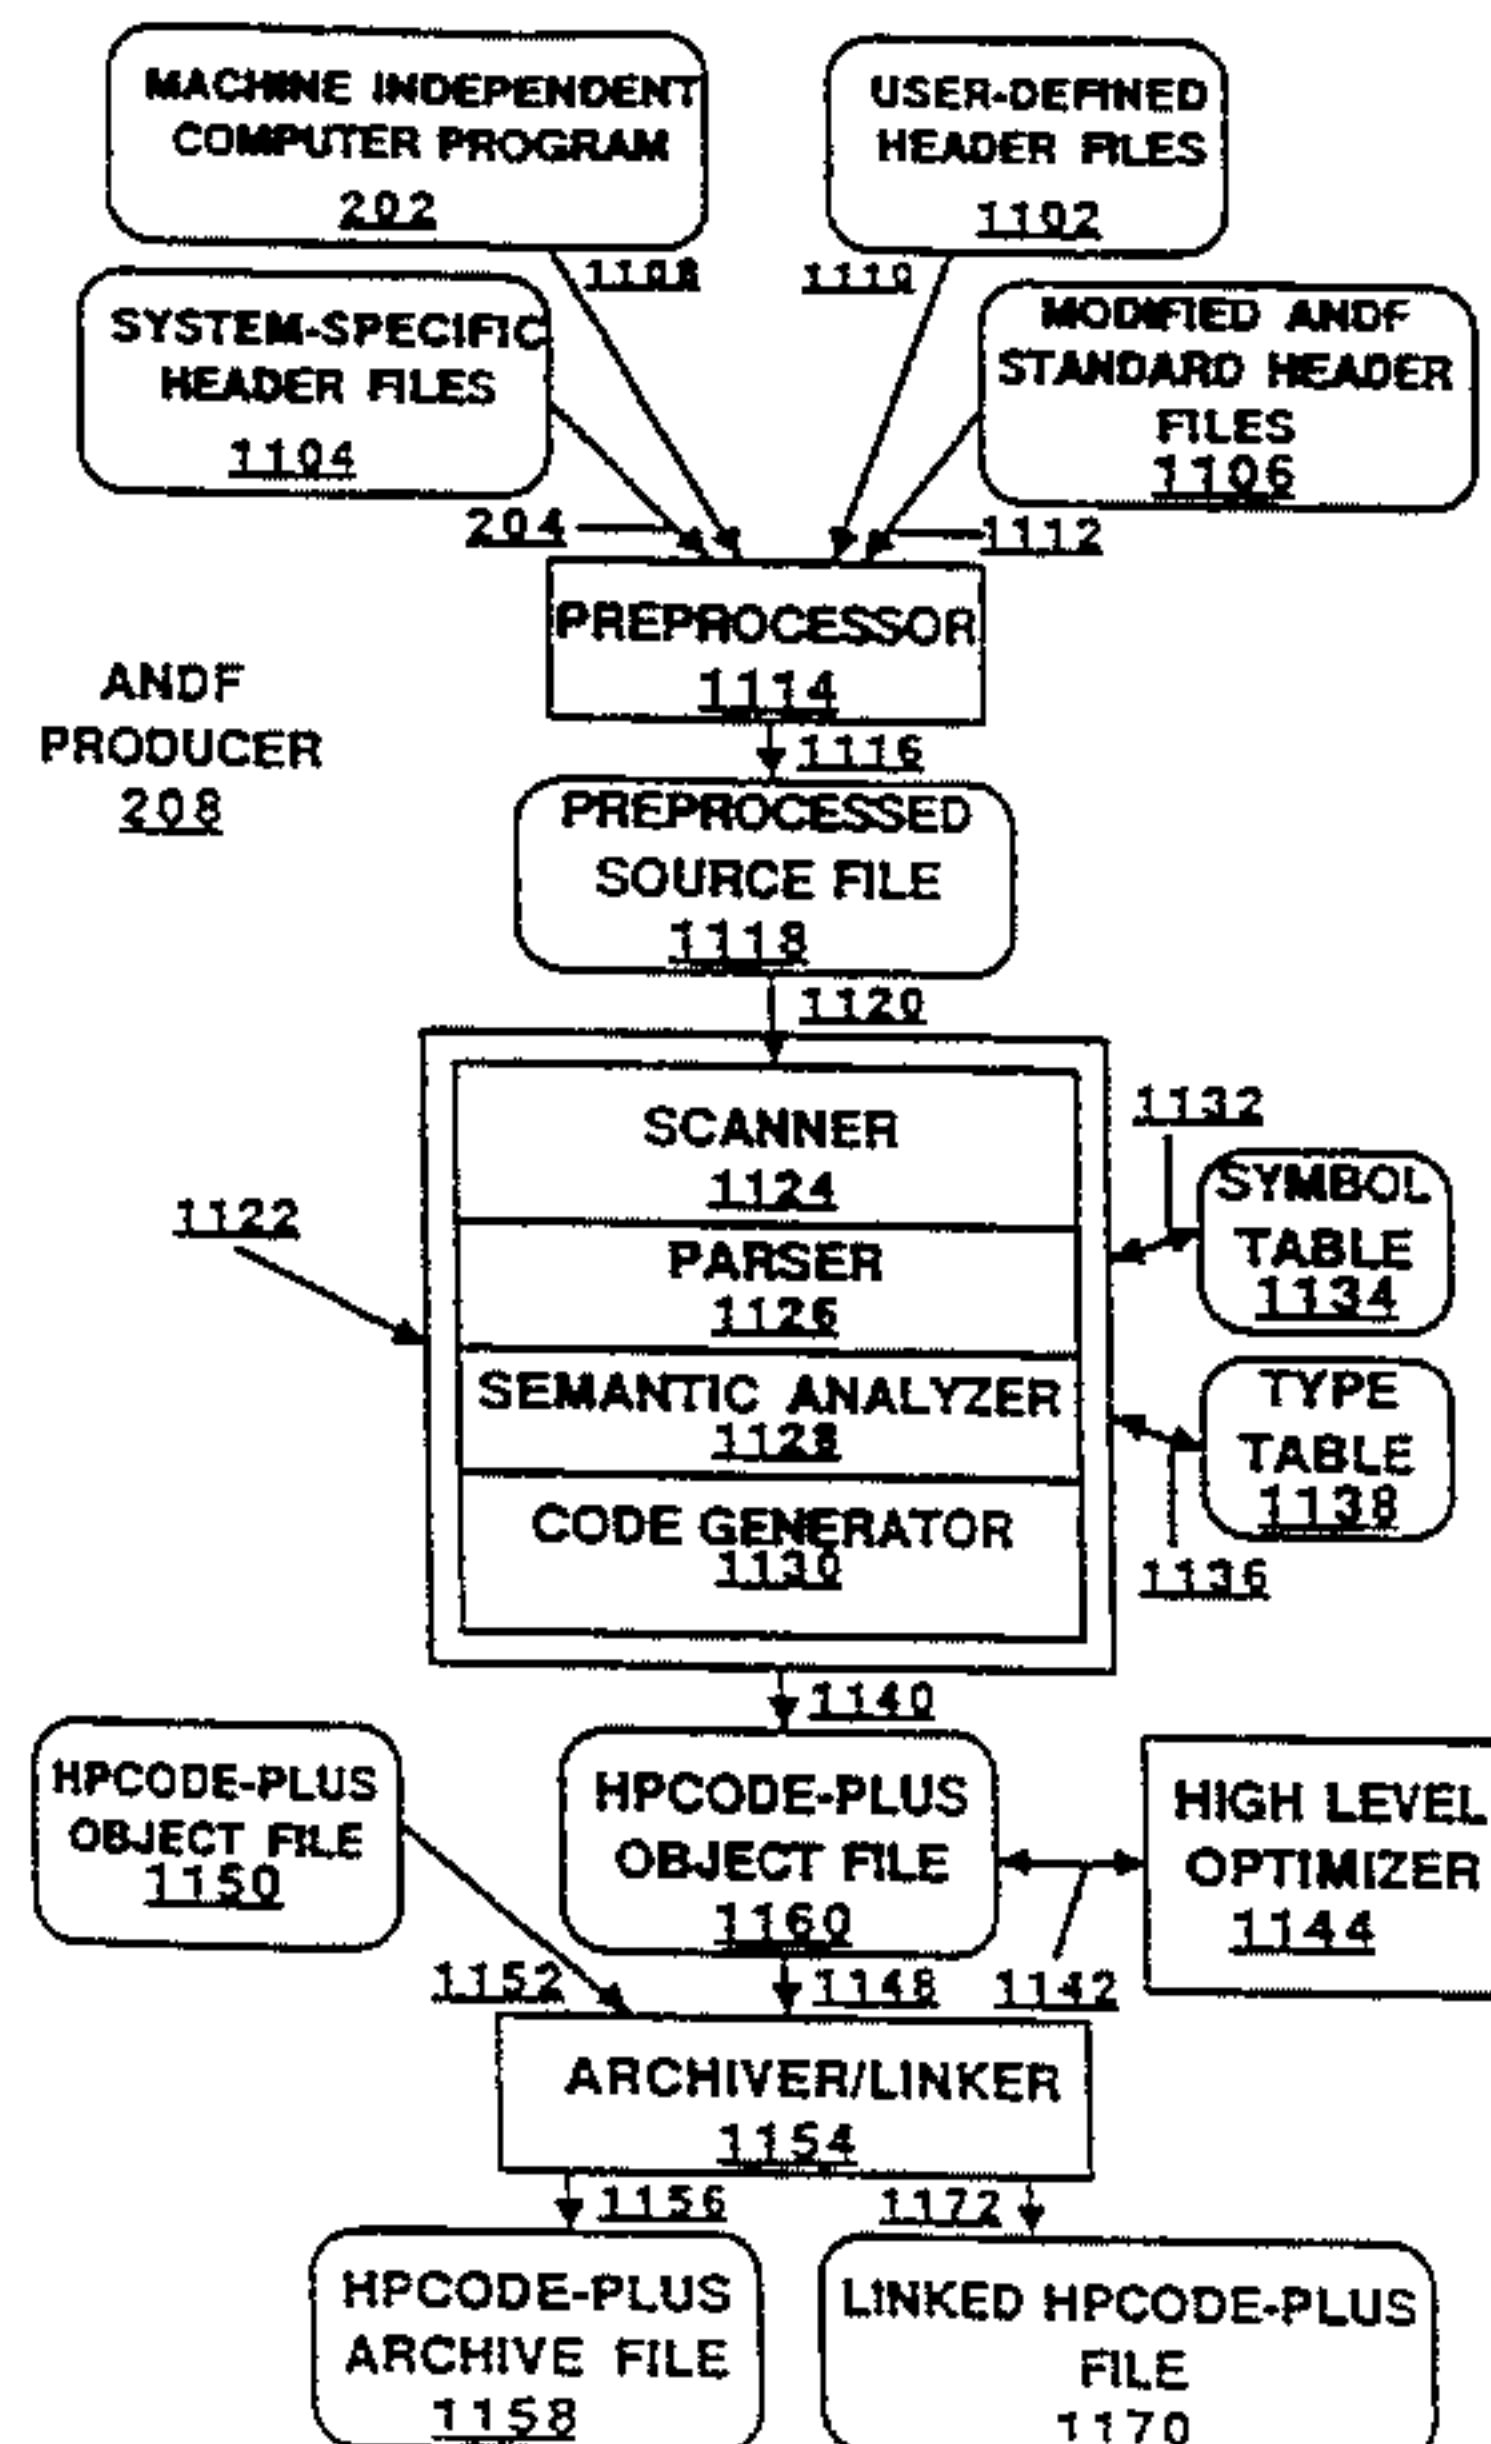 MACHINE INDEPENDENT
COMPUTER PROGRAM
202
USER-DEFINED
HEADER FILES
1102
1108
1110
SYSTEM-SPECIFIC
HEADER FILES
1104
MODIFIED ANDF
STANDARD HEADER
FILES
1106
204
1112
PREPROCESSOR
1114
ANDF
PRODUCER
208
1116
PREPROCESSED
SOURCE FILE
1118
1120
SCANNER
1124
1132
SYMBOL
TABLE
1134
1122
PARSER
1126
SEMANTIC ANALYZER
1128
TYPE
TABLE
1138
CODE GENERATOR
1130
1136
1140
HPCODE-PLUS
OBJECT FILE
1150
HPCODE-PLUS
OBJECT FILE
1160
HIGH LEVEL
OPTIMIZER
1144
1152
1148
1142
ARCHIVER/LINKER
1154
1156
1172
HPCODE-PLUS
ARCHIVE FILE
1158
LINKED HPCODE-PLUS
FILE
1170